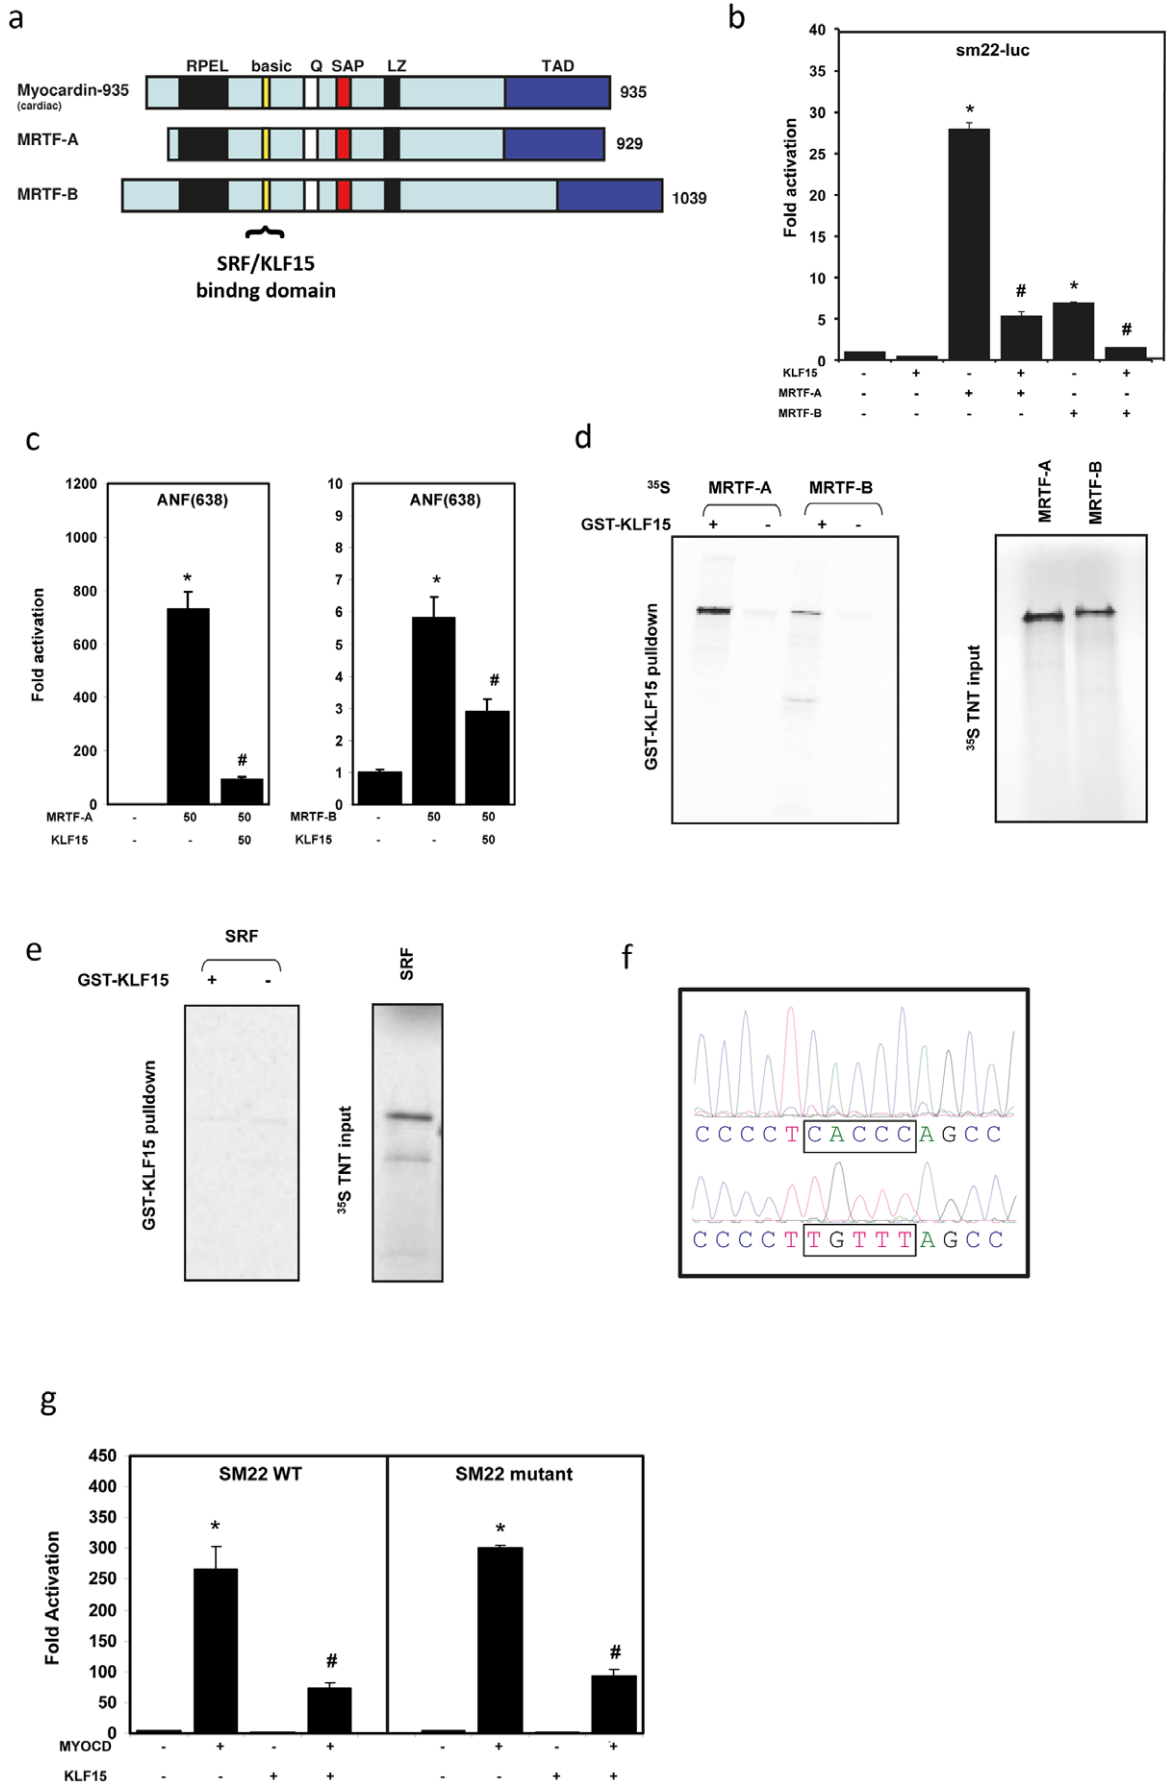 a
RPEL basic Q SAP LZ TAD
Myocardin-935 935
(cardiac)
MRTF-A 929
MRTF-B 1039
SRF/KLF15
bindng domain
b
sm22-luc
Fold activation
40
35
30
25
20
15
10
5
0
* # * #
KLF15 - + - + - +
MRTF-A - - + + - -
MRTF-B - - - - + +
c
ANF(638)
Fold activation
1200
1000
800
600
400
200
0
* #
MRTF-A - 50 50
KLF15 - - 50
ANF(638)
10
9
8
7
6
5
4
3
2
1
0
* #
MRTF-B - 50 50
KLF15 - - 50
d
35S MRTF-A MRTF-B
GST-KLF15 + - + -
GST-KLF15 pulldown
MRTF-A
MRTF-B
35S TNT input
e
SRF
GST-KLF15 + -
GST-KLF15 pulldown
SRF
35S TNT input
f
CCCCTCACCCAGCC
CCCCTTGTTTAGCC
g
SM22 WT SM22 mutant
Fold Activation
450
400
350
300
250
200
150
100
50
0
* # * #
MYOCD - + - + - + - +
KLF15 - - + + - - + +